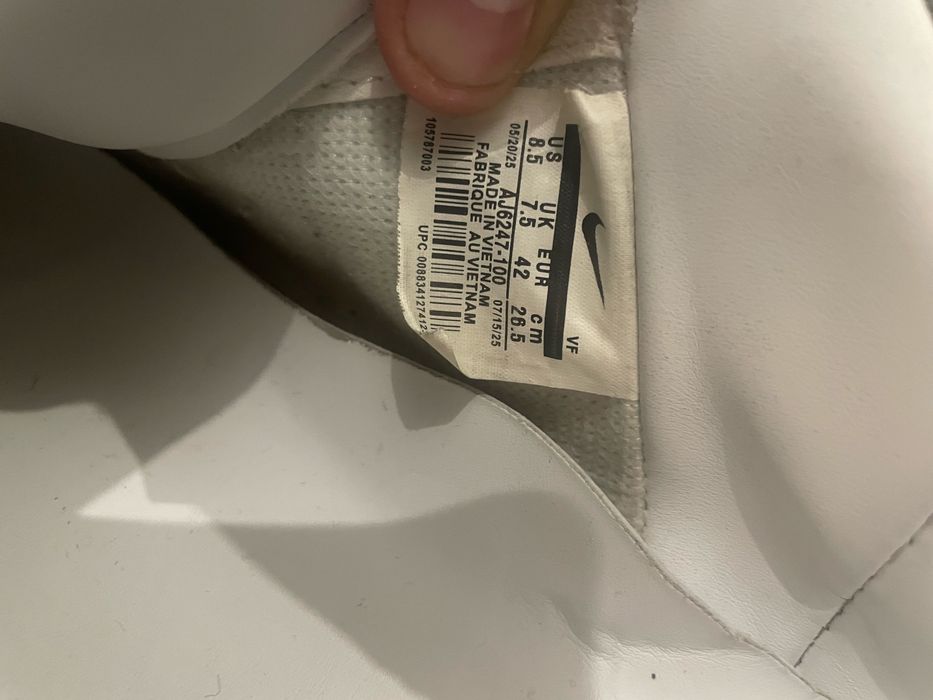 VF
US UK EUR cm
8.5 7.5 42 26.5
05/20/25 AJ6247-100 07/15/25
MADE IN VIETNAM
FABRIQUE AU VIETNAM
105787003 UPC 008834127412